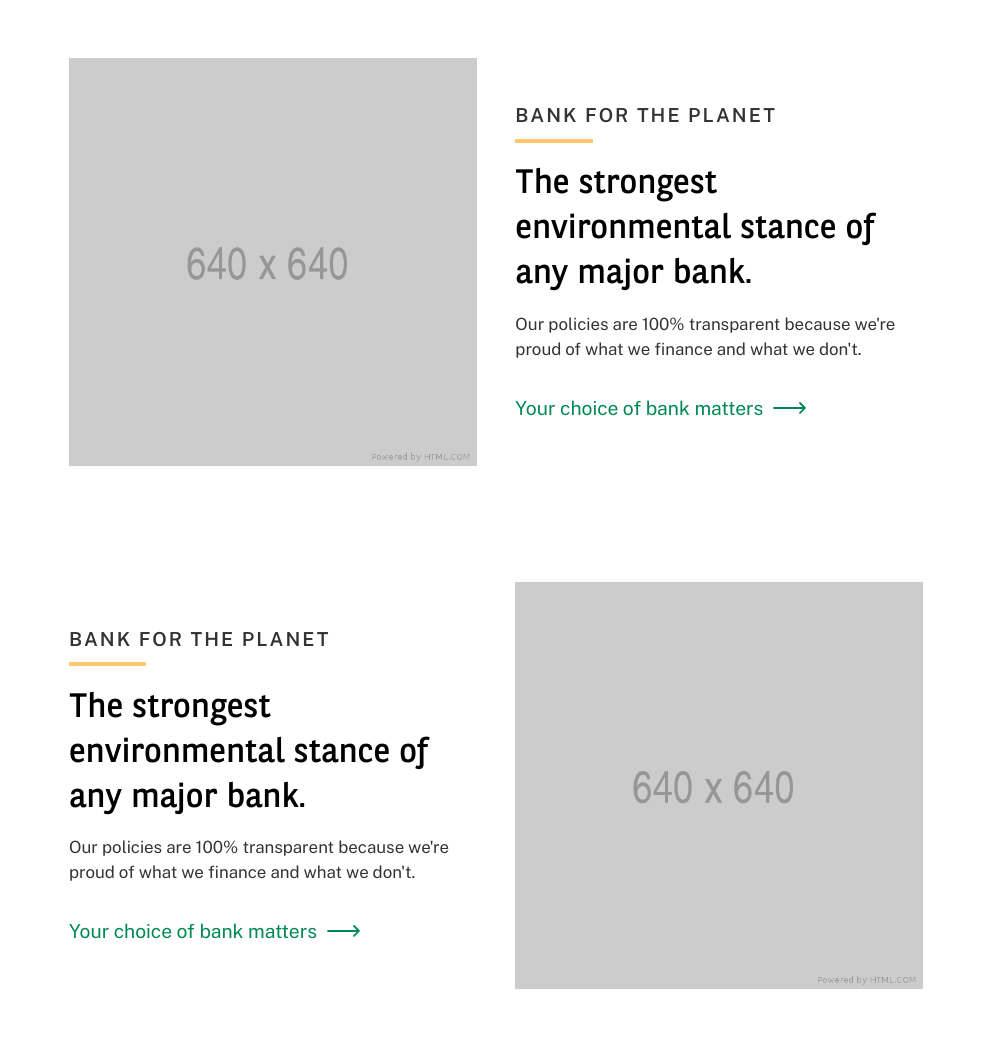 640 x 640
Powered by HTML.COM
BANK FOR THE PLANET
The strongest
environmental stance of
any major bank.
Our policies are 100% transparent because we're
proud of what we finance and what we don't.
Your choice of bank matters
BANK FOR THE PLANET
The strongest
environmental stance of
any major bank.
Our policies are 100% transparent because we're
proud of what we finance and what we don't.
Your choice of bank matters
640 x 640
Powered by HTML.COM